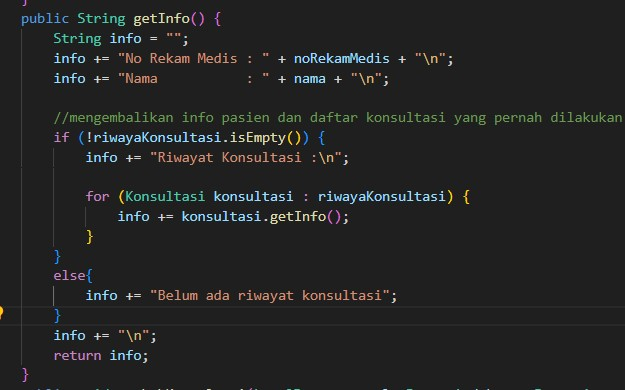 }
public String getInfo() {
    String info = "";
    info += "No Rekam Medis : " + noRekamMedis + "\n";
    info += "Nama           : " + nama + "\n";

    //mengembalikan info pasien dan daftar konsultasi yang pernah dilakukan
    if (!riwayaKonsultasi.isEmpty()) {
        info += "Riwayat Konsultasi :\n";

        for (Konsultasi konsultasi : riwayaKonsultasi) {
            info += konsultasi.getInfo();
        }
    }
    else{
        info += "Belum ada riwayat konsultasi";
    }
    info += "\n";
    return info;
}